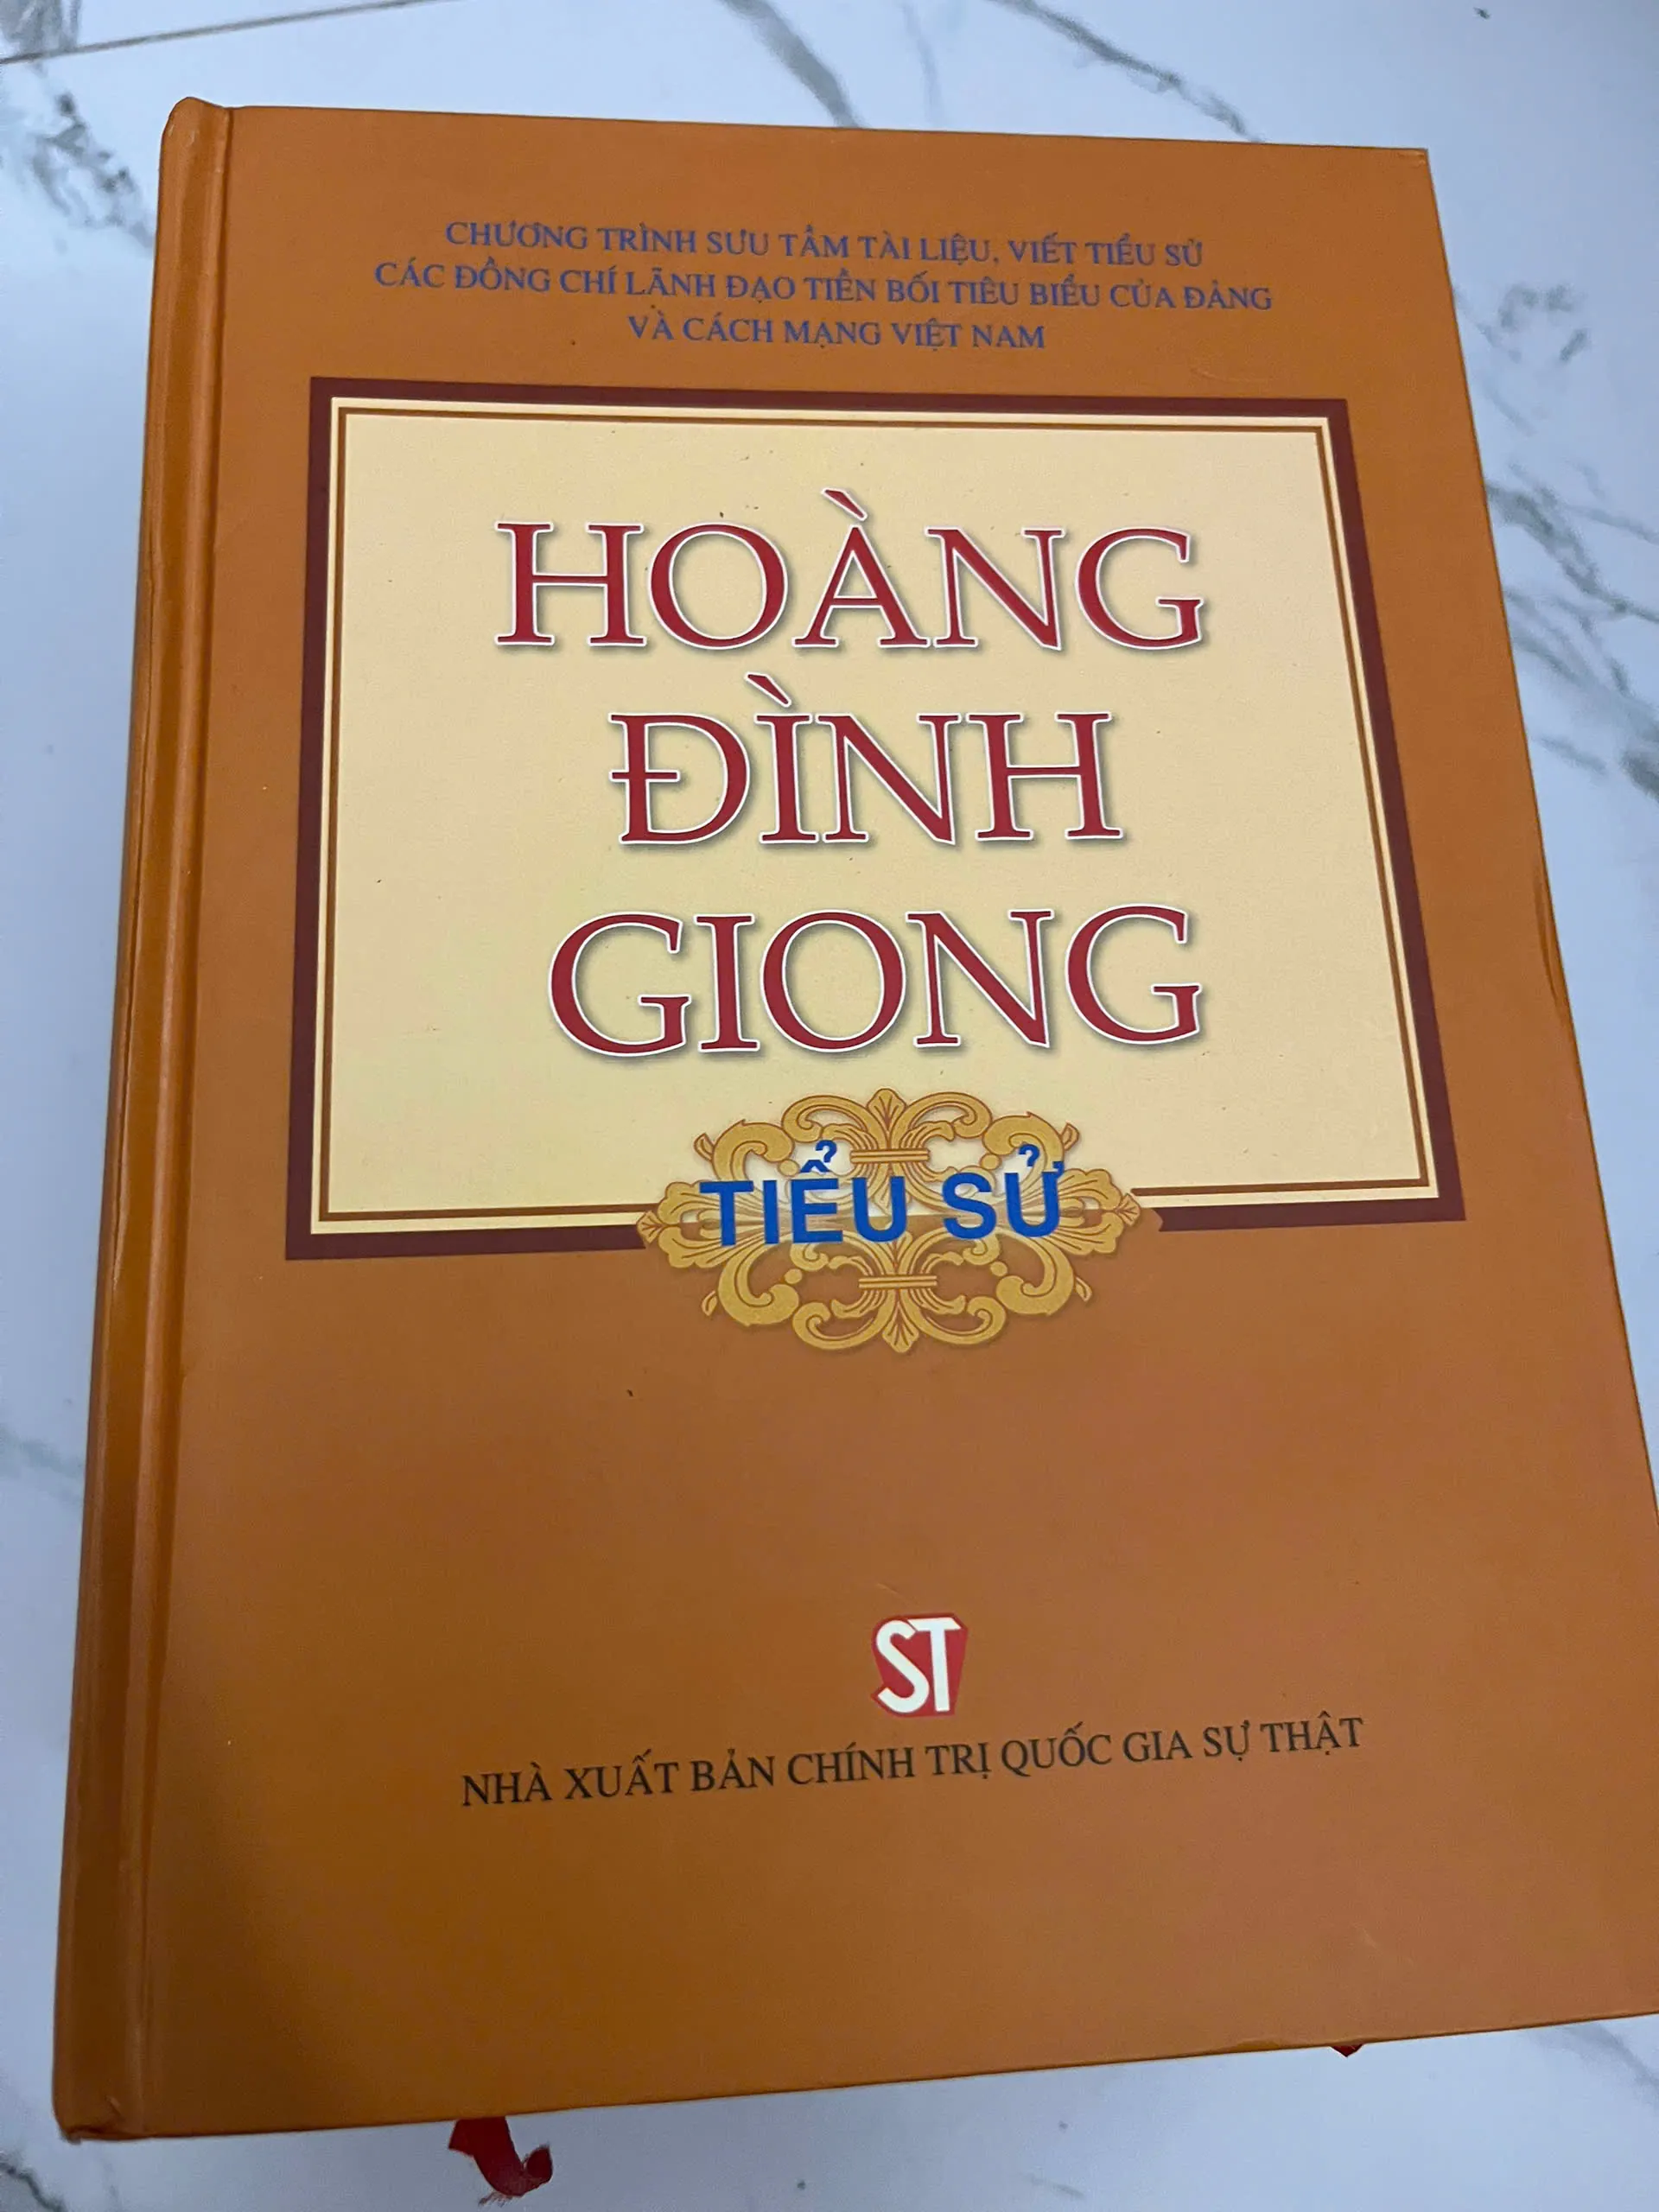 CHƯƠNG TRÌNH SƯU TẦM TÀI LIỆU, VIẾT TIỂU SỬ
CÁC ĐỒNG CHÍ LÃNH ĐẠO TIỀN BỐI TIÊU BIỂU CỦA ĐẢNG
VÀ CÁCH MẠNG VIỆT NAM
HOÀNG
ĐÌNH
GIONG
TIỂU SỬ
ST
NHÀ XUẤT BẢN CHÍNH TRỊ QUỐC GIA SỰ THẬT